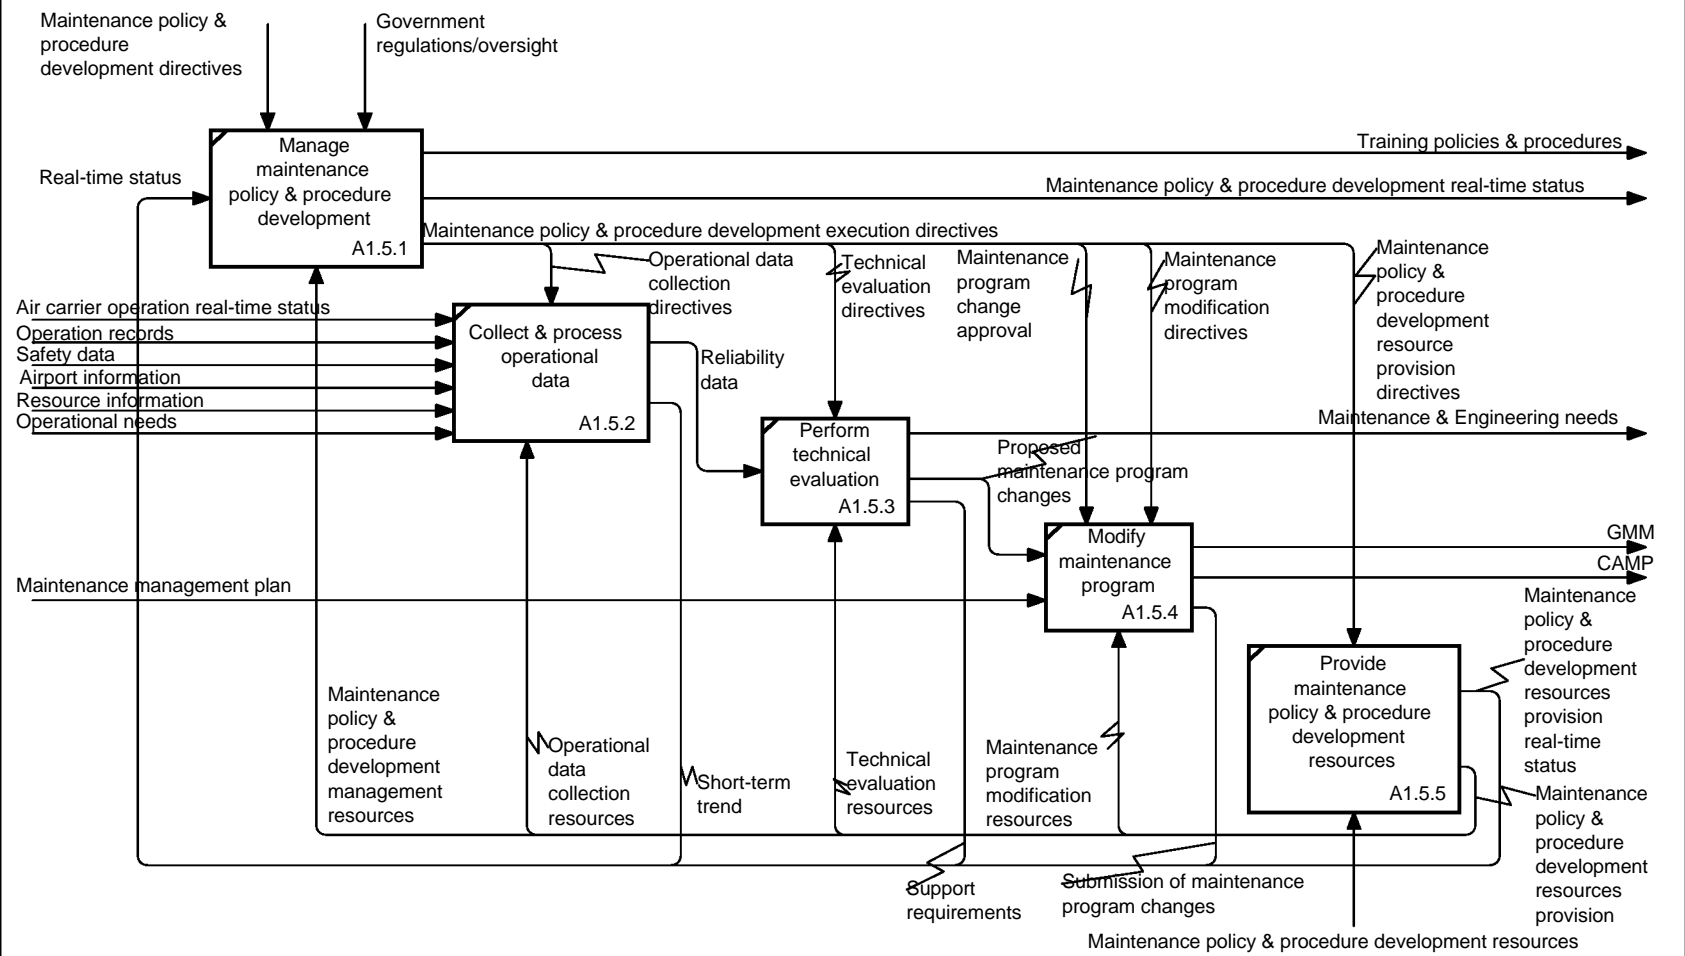 Maintenance policy &
procedure
development directives
Government
regulations/oversight
Manage
maintenance
policy & procedure
development
A1.5.1
Training policies & procedures
Real-time status
Maintenance policy & procedure development real-time status
Maintenance policy & procedure development execution directives
Operational data
collection
directives
Technical
evaluation
directives
Maintenance
program
change
approval
Maintenance
program
modification
directives
Maintenance
policy &
procedure
development
resource
provision
directives
Air carrier operation real-time status
Operation records
Safety data
Airport information
Resource information
Operational needs
Collect & process
operational
data
A1.5.2
Reliability
data
Maintenance & Engineering needs
Perform
technical
evaluation
A1.5.3
Proposed
maintenance program
changes
Modify
maintenance
program
A1.5.4
GMM
CAMP
Maintenance management plan
Maintenance
policy &
procedure
development
resources
provision
real-time
status
Provide
maintenance
policy & procedure
development
resources
A1.5.5
Maintenance
policy &
procedure
development
management
resources
Operational
data
collection
resources
Short-term
trend
Technical
evaluation
resources
Maintenance
program
modification
resources
Maintenance
policy &
procedure
development
resources
provision
Support
requirements
Submission of maintenance
program changes
Maintenance policy & procedure development resources